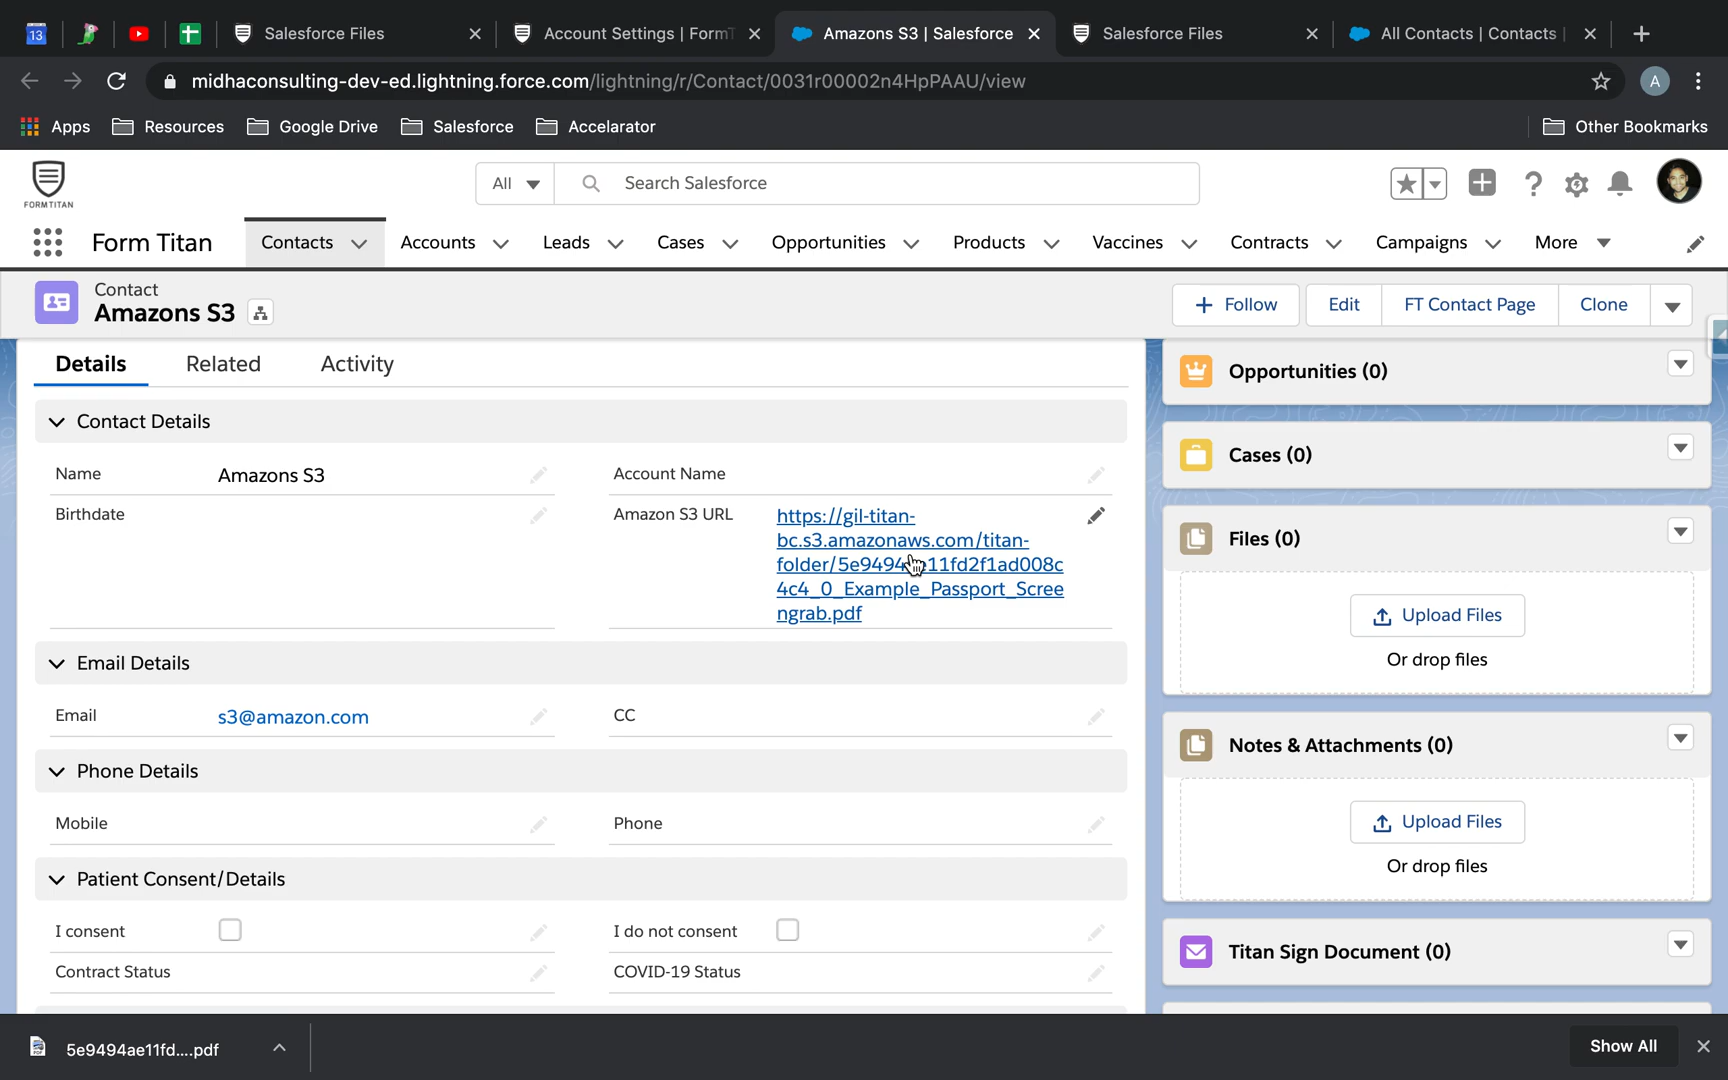 13
Salesforce Files
Account Settings | FormT
Amazons S3 | Salesforce
Salesforce Files
All Contacts | Contacts |
midhaconsulting-dev-ed.lightning.force.com/lightning/r/Contact/0031r00002n4HpPAAU/view
A
Apps
Resources
Google Drive
Salesforce
Accelarator
Other Bookmarks
FORMTITAN
All
Search Salesforce
Form Titan
Contacts
Accounts
Leads
Cases
Opportunities
Products
Vaccines
Contracts
Campaigns
More
Contact
Amazons S3
Follow
Edit
FT Contact Page
Clone
Details
Related
Activity
Contact Details
Name
Amazons S3
Account Name
Birthdate
Amazon S3 URL
https://gil-titan-
bc.s3.amazonaws.com/titan-
folder/5e9494 11fd2f1ad008c
4c4_0_Example_Passport_Scree
ngrab.pdf
Email Details
Email
s3@amazon.com
CC
Phone Details
Mobile
Phone
Patient Consent/Details
I consent
I do not consent
Contract Status
COVID-19 Status
Opportunities (0)
Cases (0)
Files (0)
Upload Files
Or drop files
Notes & Attachments (0)
Upload Files
Or drop files
Titan Sign Document (0)
5e9494ae11fd....pdf
Show All